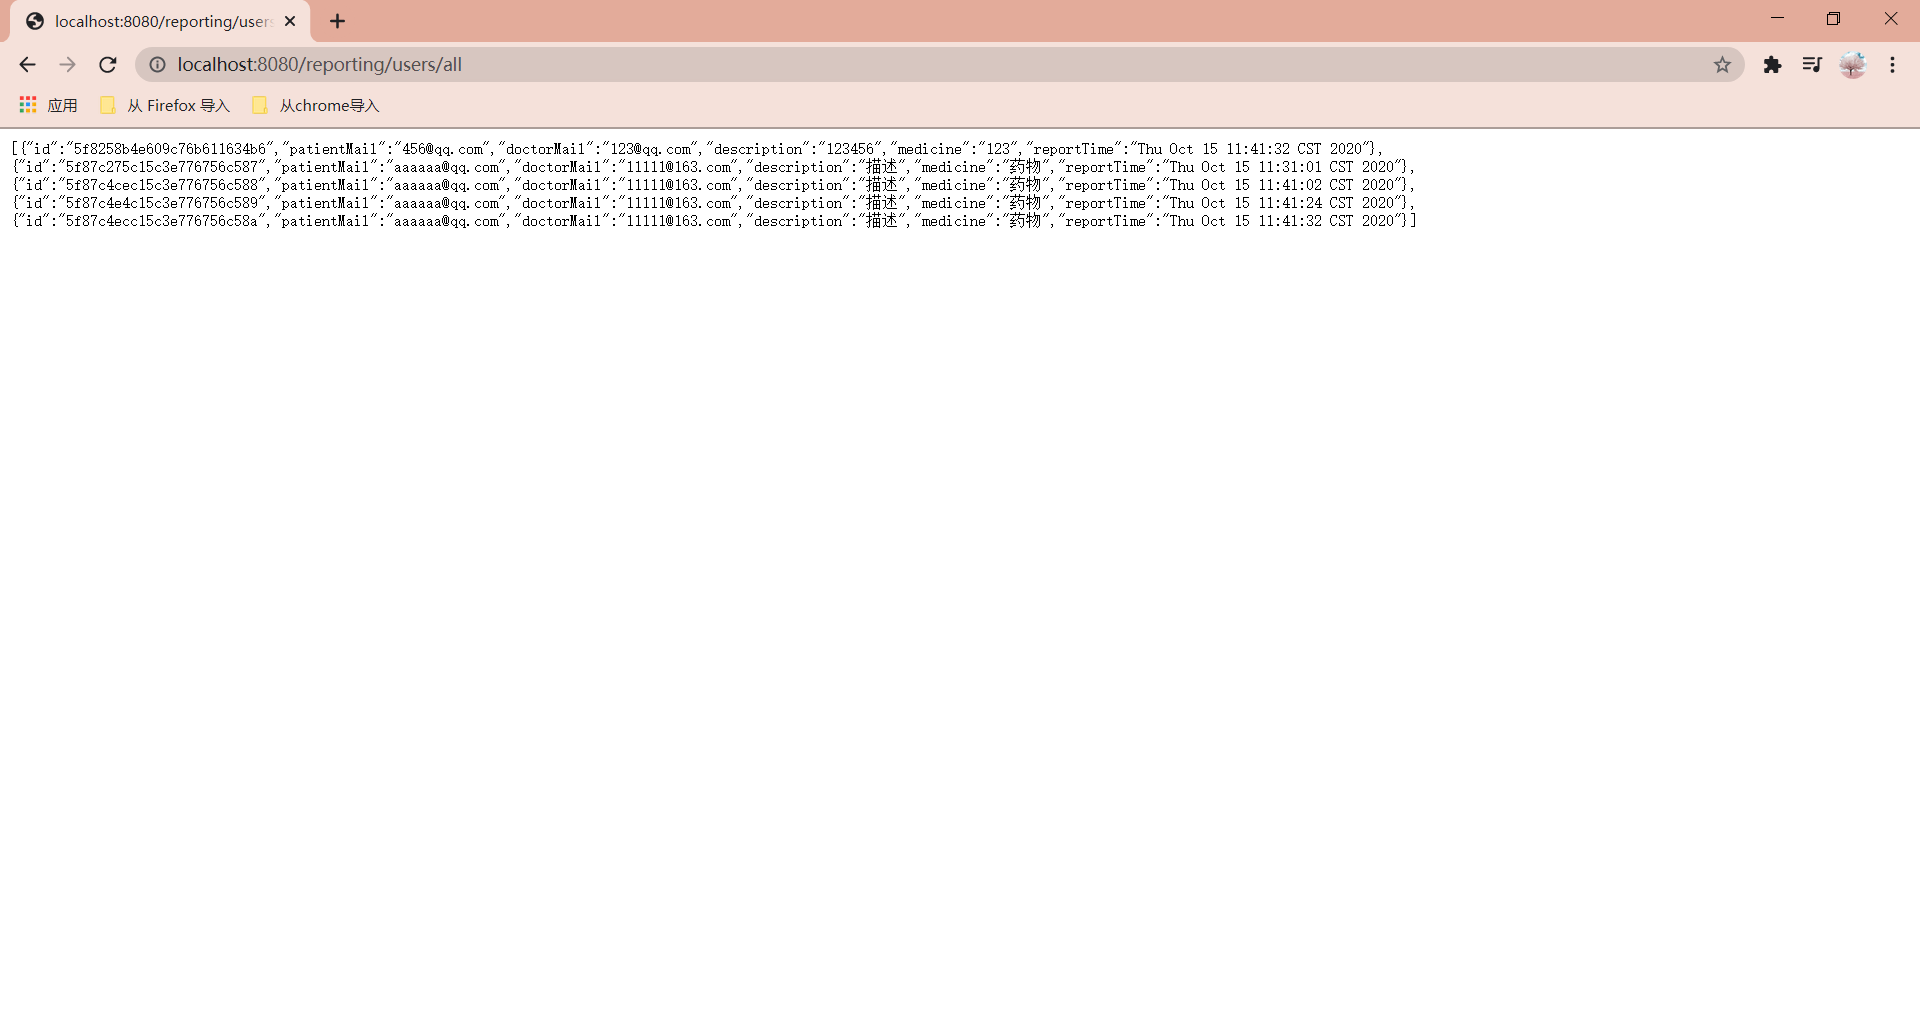 localhost:8080/reporting/users
localhost:8080/reporting/users/all
应用 从 Firefox 导入 从chrome导入
[{"id":"5f8258b4e609c76b611634b6","patientMail":"456@qq.com","doctorMail":"123@qq.com","description":"123456","medicine":"123","reportTime":"Thu Oct 15 11:41:32 CST 2020"},
{"id":"5f87c275c15c3e776756c587","patientMail":"aaaaaa@qq.com","doctorMail":"11111@163.com","description":"描述","medicine":"药物","reportTime":"Thu Oct 15 11:31:01 CST 2020"},
{"id":"5f87c4cec15c3e776756c588","patientMail":"aaaaaa@qq.com","doctorMail":"11111@163.com","description":"描述","medicine":"药物","reportTime":"Thu Oct 15 11:41:02 CST 2020"},
{"id":"5f87c4e4c15c3e776756c589","patientMail":"aaaaaa@qq.com","doctorMail":"11111@163.com","description":"描述","medicine":"药物","reportTime":"Thu Oct 15 11:41:24 CST 2020"},
{"id":"5f87c4ecc15c3e776756c58a","patientMail":"aaaaaa@qq.com","doctorMail":"11111@163.com","description":"描述","medicine":"药物","reportTime":"Thu Oct 15 11:41:32 CST 2020"}]